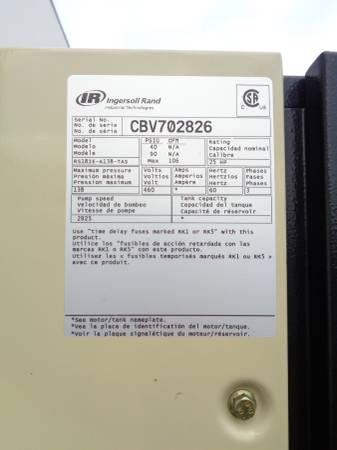 IR Ingersoll Rand
Industrial Technologies
Serial No.
No. de serie
No. de série
CBV702826
C US
Model
Modelo
Modèle
RS18IE-A138-TAS
PSIG CFM
40 N/A
90 N/A
Max 106
Rating
Capacidad nominal
Calibre
25 HP
Maximum pressure
Presión máxima
Pression maximum
138
Volts
Voltios
Volt
460
Amps
Amperios
Ampère
*
Hertz
Hertzios
Hertz
60
Phases
Fases
Phases
3
Pump speed
Velocidad de bombeo
Vitesse de pompe
2925
Tank capacity
Capacidad del tanque
Capacité de réservoir
*
Use "time delay fuses marked RK1 or RK5" with this
product.
Utilice los "fusibles de acción retardada con las
marcas RK1 o RK5" con este producto.
Utilisez les « fusibles temporisés marqués RK1 ou RK5 »
avec ce produit.
*See motor/tank nameplate.
*Vea la placa de identificación del motor/tanque.
*Voir la plaque signalétique du moteur/réservoir.